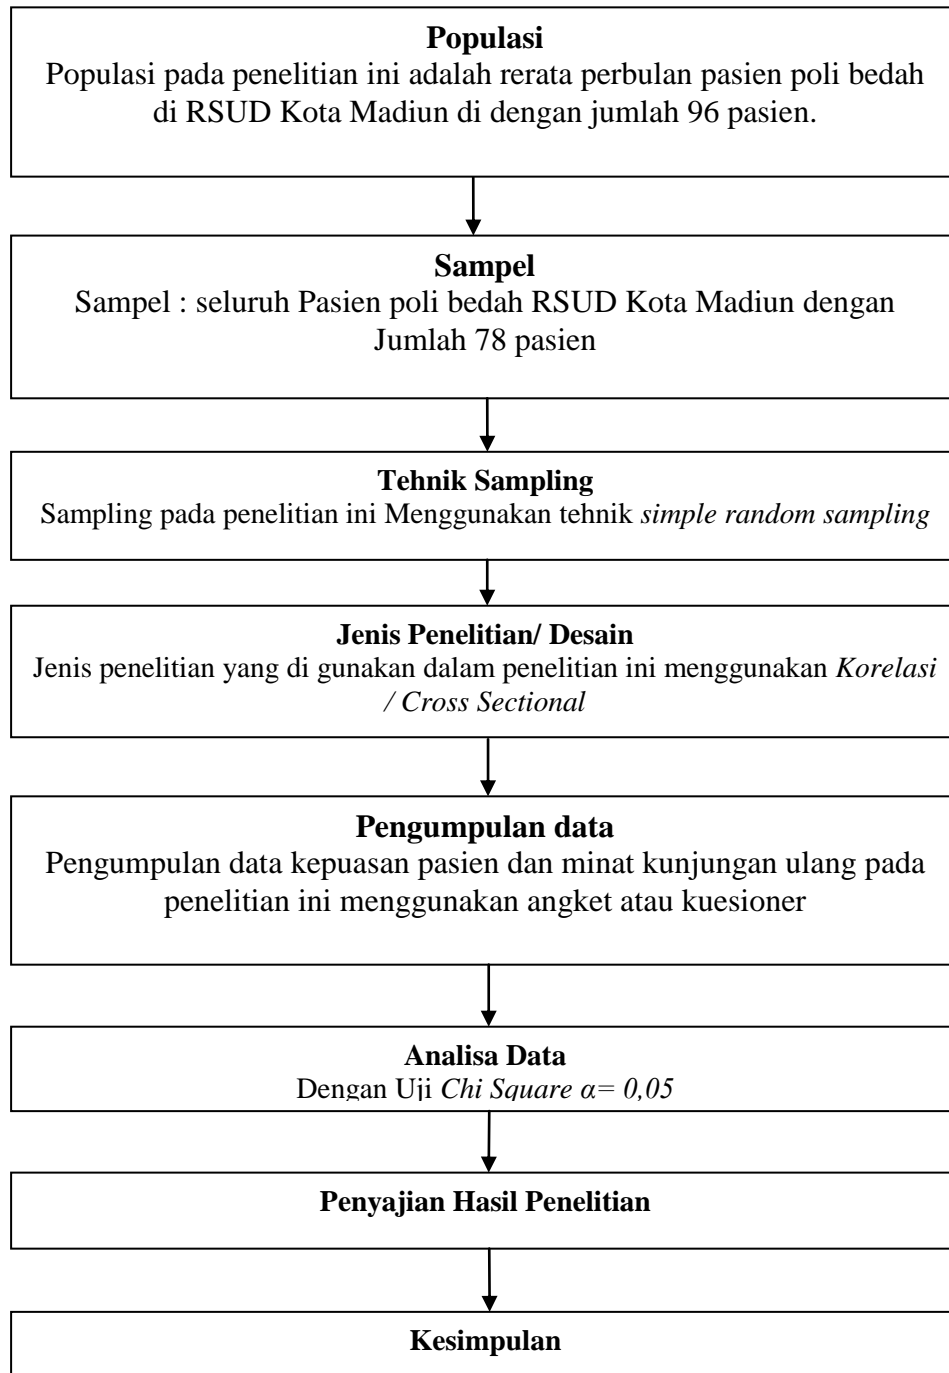 Populasi
Populasi pada penelitian ini adalah rerata perbulan pasien poli bedah
di RSUD Kota Madiun di dengan jumlah 96 pasien.
Sampel
Sampel : seluruh Pasien poli bedah RSUD Kota Madiun dengan
Jumlah 78 pasien
Tehnik Sampling
Sampling pada penelitian ini Menggunakan tehnik simple random sampling
Jenis Penelitian/ Desain
Jenis penelitian yang di gunakan dalam penelitian ini menggunakan Korelasi
/ Cross Sectional
Pengumpulan data
Pengumpulan data kepuasan pasien dan minat kunjungan ulang pada
penelitian ini menggunakan angket atau kuesioner
Analisa Data
Dengan Uji Chi Square α= 0,05
Penyajian Hasil Penelitian
Kesimpulan